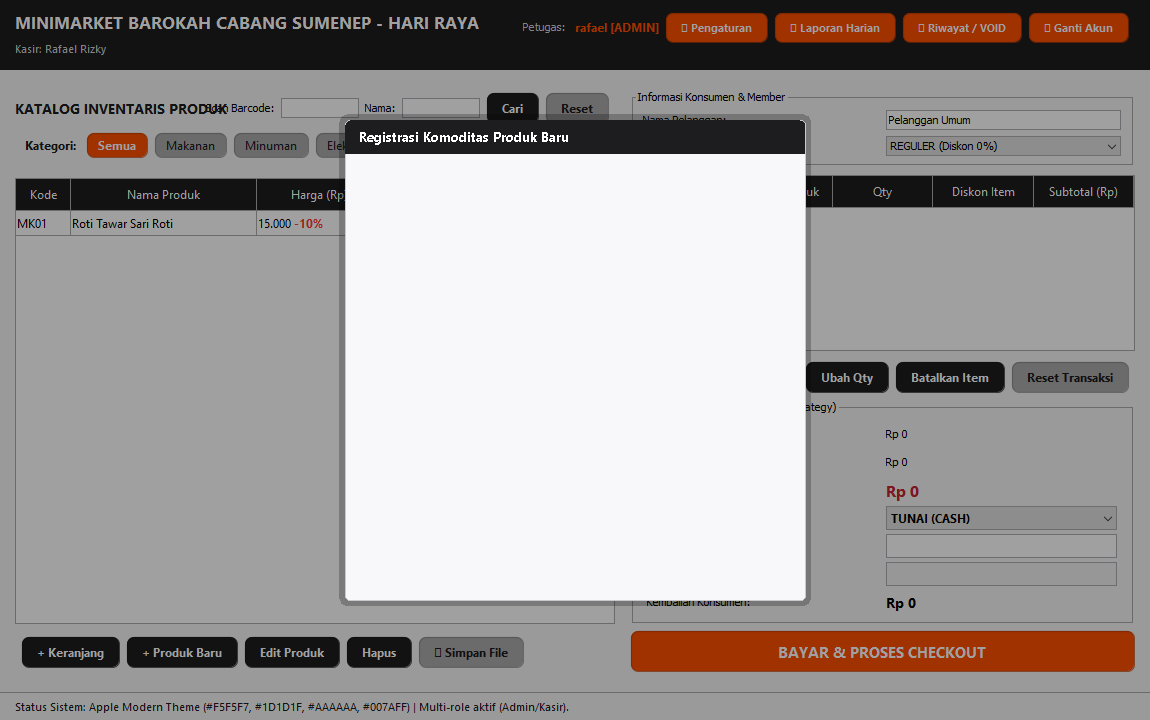 MINIMARKET BAROKAH CABANG SUMENEP - HARI RAYA
Kasir: Rafael Rizky
Petugas: rafael [ADMIN]
Pengaturan
Laporan Harian
Riwayat / VOID
Ganti Akun
KATALOG INVENTARIS PRODUK
Barcode:
Nama:
Cari
Reset
Kategori:
Semua
Makanan
Minuman
Informasi Konsumen & Member
Nama Pelanggan:
Pelanggan Umum
REGULER (Diskon 0%)
Registrasi Komoditas Produk Baru
Kode
Nama Produk
Harga (Rp)
Qty
Diskon Item
Subtotal (Rp)
MK01
Roti Tawar Sari Roti
15.000 -10%
Ubah Qty
Batalkan Item
Reset Transaksi
Rp 0
Rp 0
Rp 0
TUNAI (CASH)
Kembalian Konsumen:
Rp 0
+ Keranjang
+ Produk Baru
Edit Produk
Hapus
Simpan File
BAYAR & PROSES CHECKOUT
Status Sistem: Apple Modern Theme (#F5F5F7, #1D1D1F, #AAAAAA, #007AFF) | Multi-role aktif (Admin/Kasir).